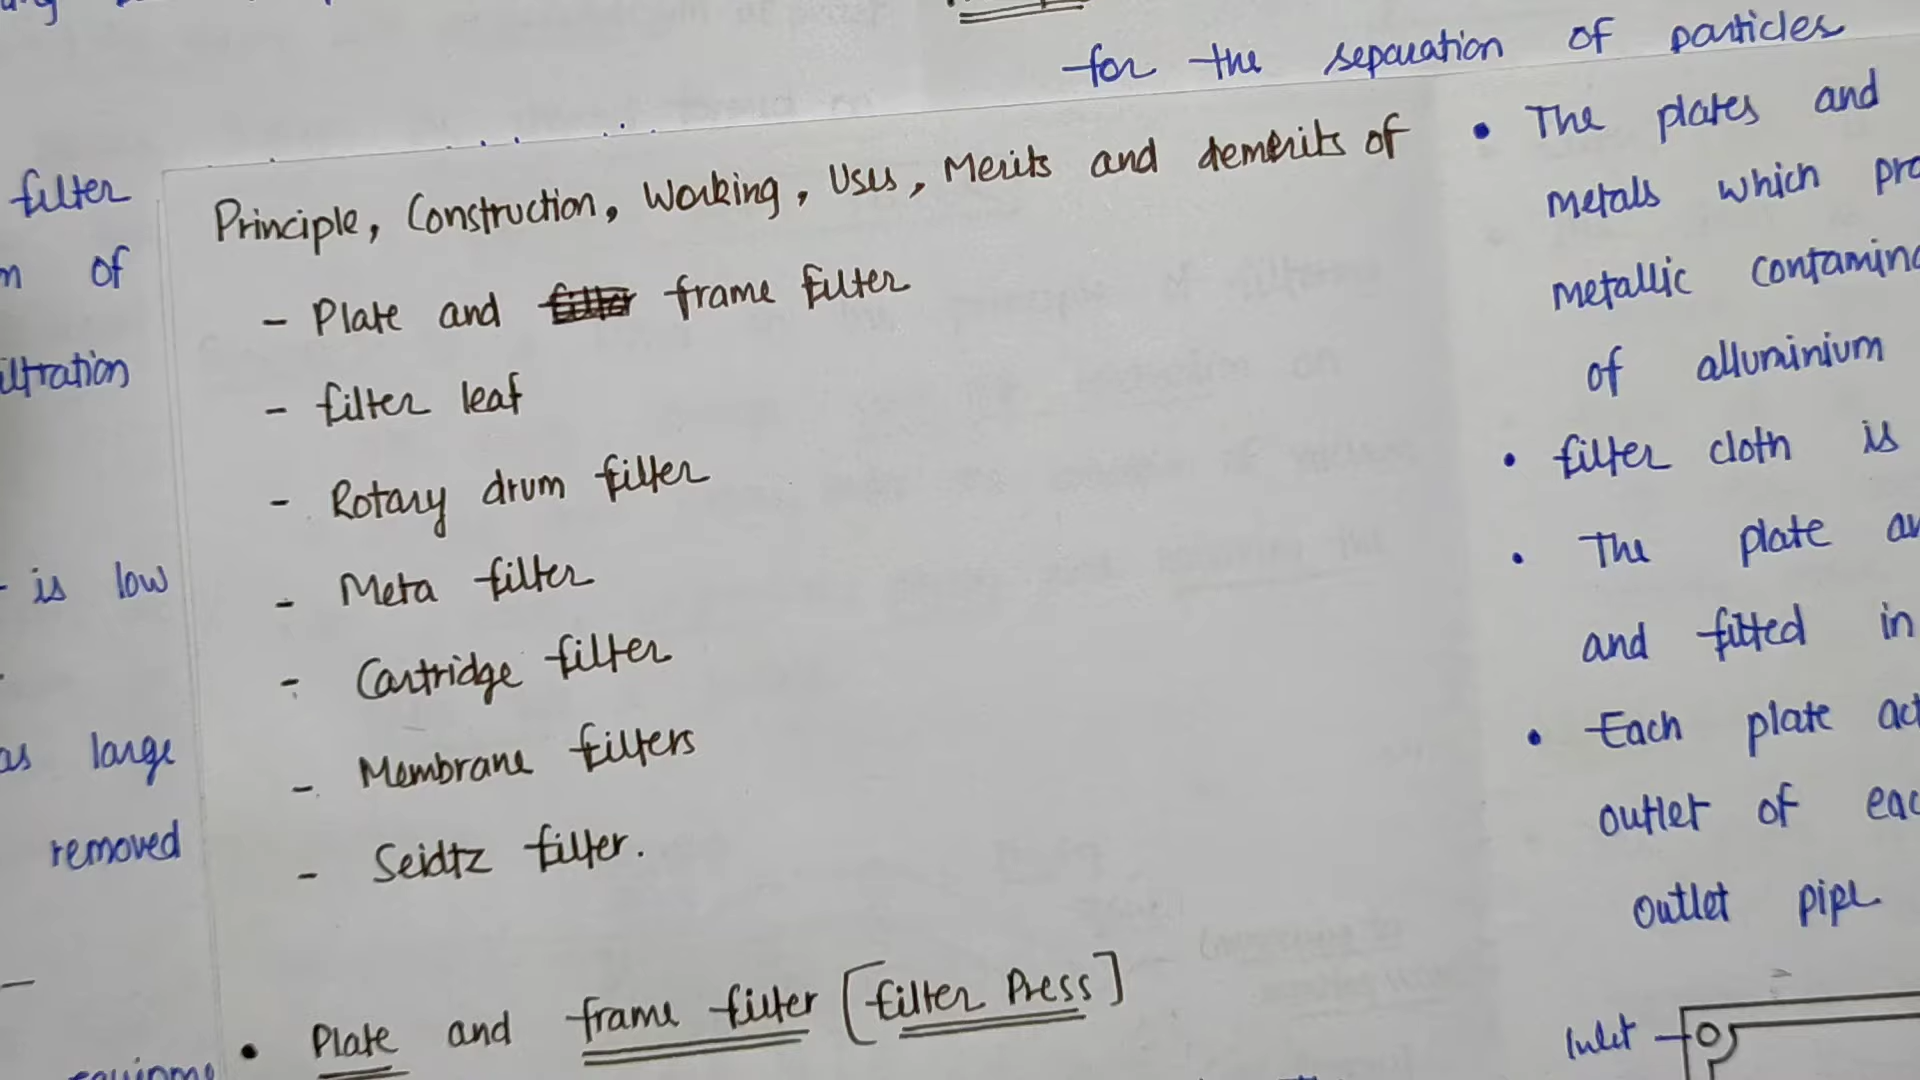 for the separation of particles
filter
of
is low
large
removed
Principle, Construction, Working, Uses, Merits and demerits of
- Plate and frame filter
- filter leaf
- Rotary drum filter
- Meta filter
- Cartridge filter
- Membrane filters
- Seidtz filter.
• Plate and frame filter [filter Press]
• The plates and
metals which
metallic
of alluminium
• filter cloth is
• The plate
and fitted in
• Each plate
outlet of
outlet pipe
Inlet